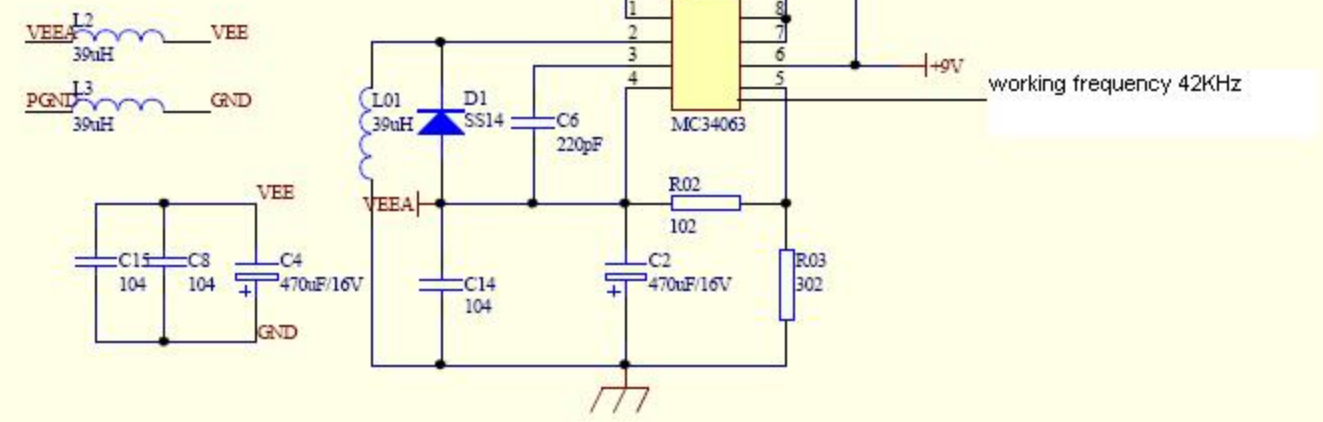 L2
VEEA VEE
39uH
L3
PGND GND
39uH
1 8
2 7
3 6
4 5
+9V
working frequency 42KHz
MC34063
L01
39uH
D1
SS14
C6
220pF
VEEA
R02
102
R03
302
VEE
C15 C8 C4
104 104 470uF/16V
+
GND
C14
104
C2
470uF/16V
+